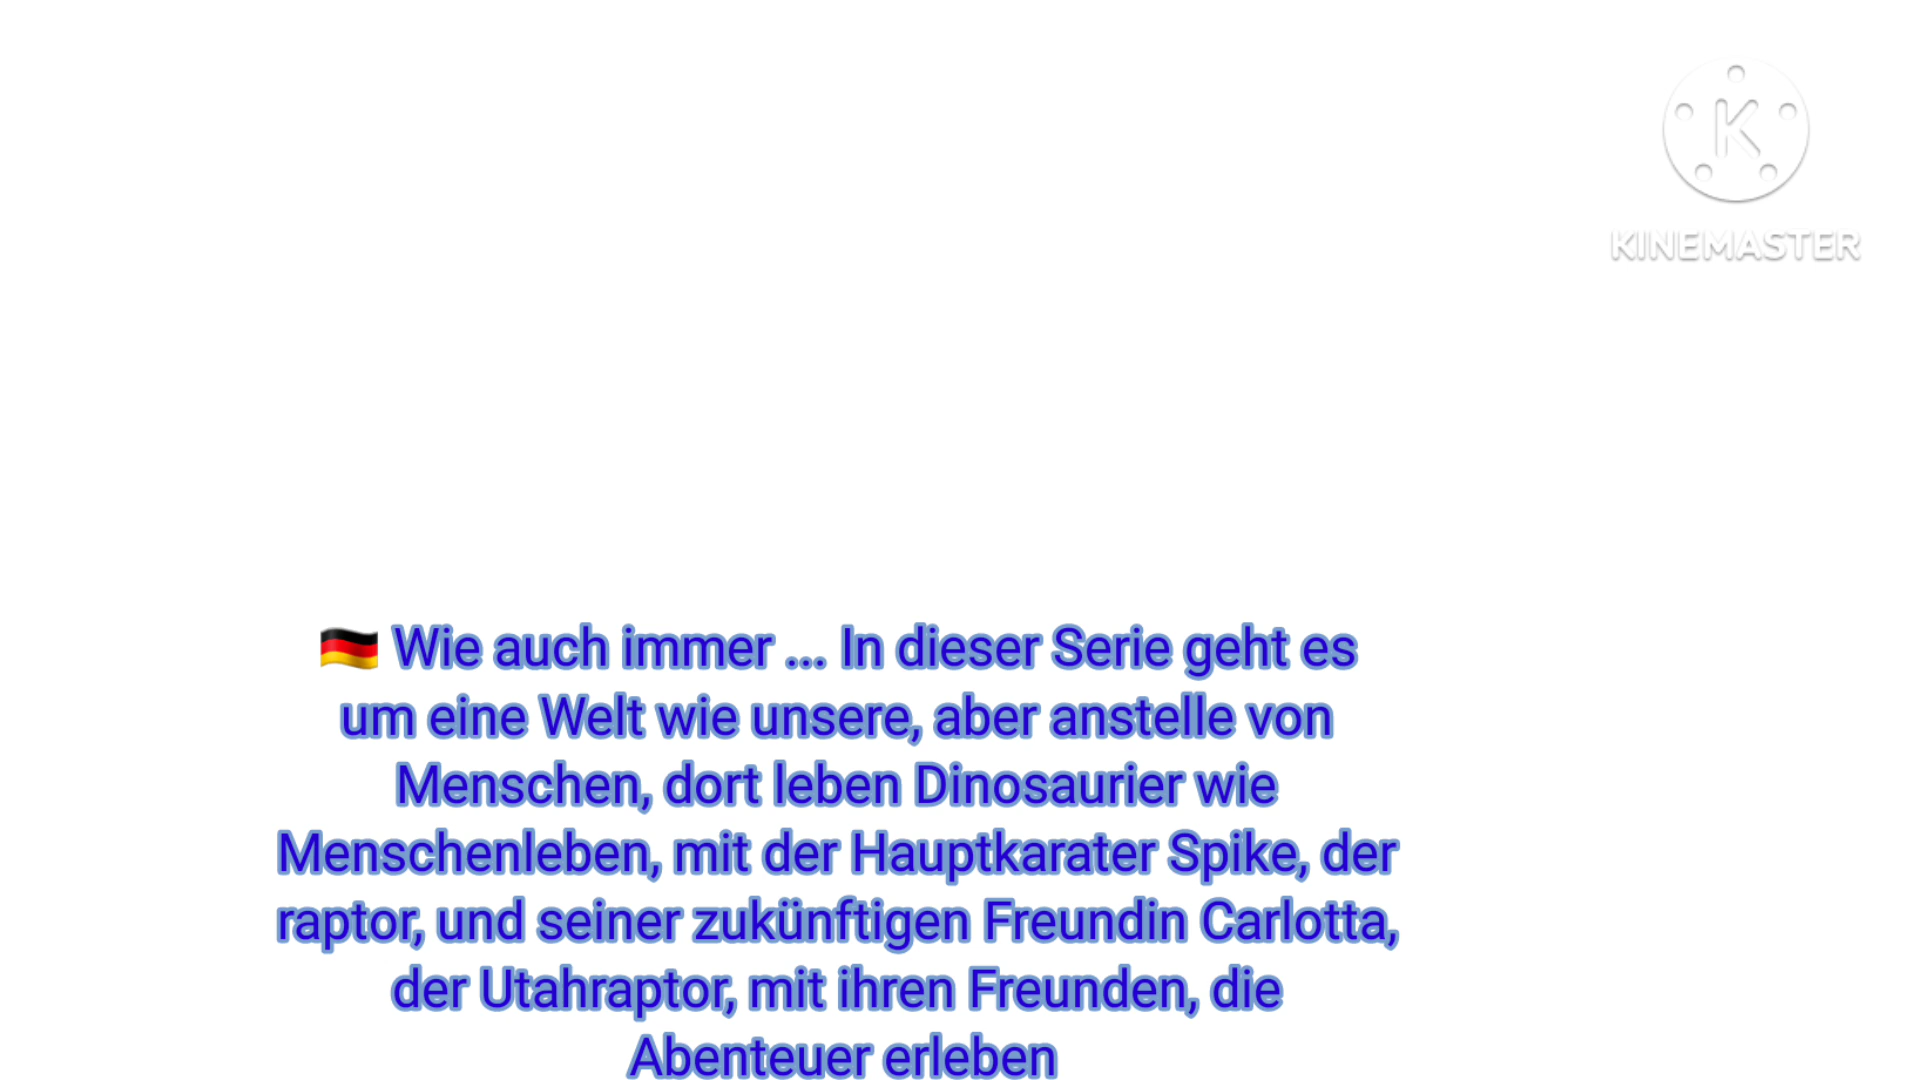 KINEMASTER
🇩🇪 Wie auch immer ... In dieser Serie geht es
um eine Welt wie unsere, aber anstelle von
Menschen, dort leben Dinosaurier wie
Menschenleben, mit der Hauptkarater Spike, der
raptor, und seiner zukünftigen Freundin Carlotta,
der Utahraptor, mit ihren Freunden, die
Abenteuer erleben